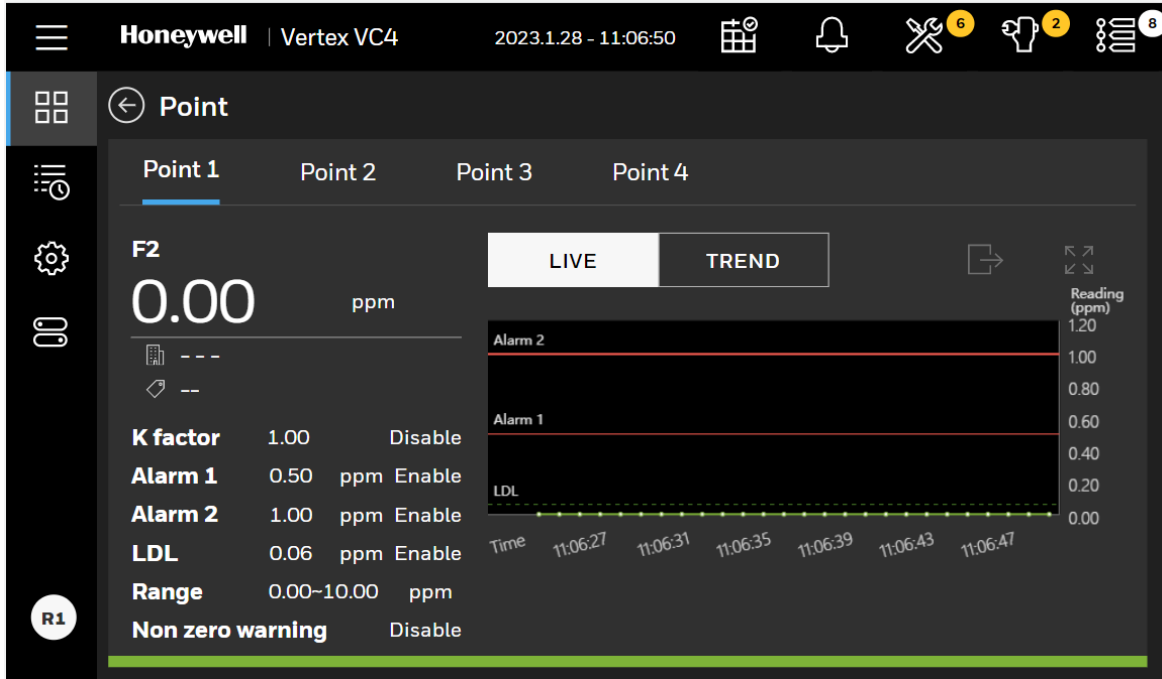 Honeywell | Vertex VC4 2023.1.28 - 11:06:50 6 2 8
Point
Point 1 Point 2 Point 3 Point 4
F2
0.00 ppm
- - -
--
K factor 1.00 Disable
Alarm 1 0.50 ppm Enable
Alarm 2 1.00 ppm Enable
LDL 0.06 ppm Enable
Range 0.00~10.00 ppm
Non zero warning Disable
LIVE TREND
Reading
(ppm)
1.20
Alarm 2
1.00
0.80
Alarm 1 0.60
0.40
LDL 0.20
0.00
Time 11:06:27 11:06:31 11:06:35 11:06:39 11:06:43 11:06:47
R1